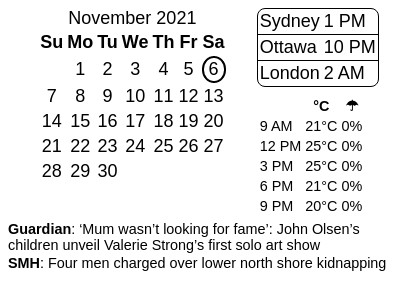 November 2021
Su Mo Tu We Th Fr Sa
1 2 3 4 5 6
7 8 9 10 11 12 13
14 15 16 17 18 19 20
21 22 23 24 25 26 27
28 29 30
Sydney 1 PM
Ottawa 10 PM
London 2 AM
°C ☂
9 AM 21°C 0%
12 PM 25°C 0%
3 PM 25°C 0%
6 PM 21°C 0%
9 PM 20°C 0%
Guardian: ‘Mum wasn’t looking for fame’: John Olsen’s
children unveil Valerie Strong’s first solo art show
SMH: Four men charged over lower north shore kidnapping